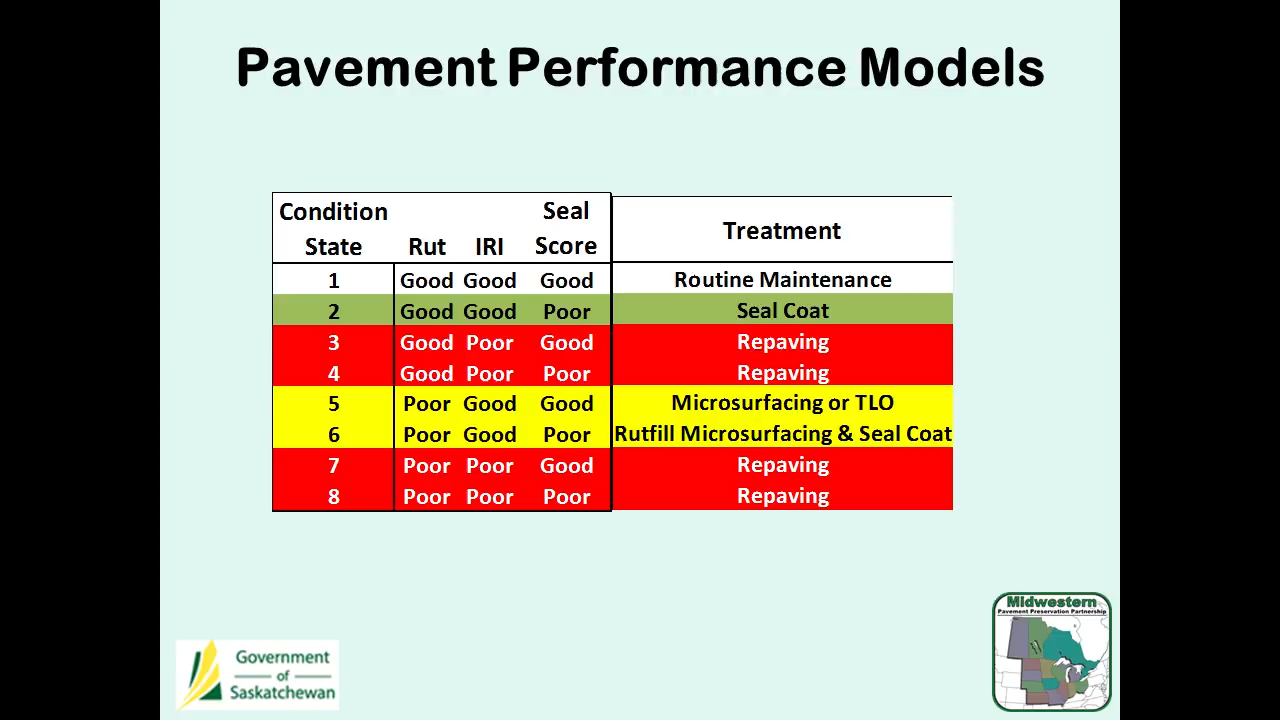 Pavement Performance Models
Condition State Rut IRI Seal Score Treatment
1 Good Good Good Routine Maintenance
2 Good Good Poor Seal Coat
3 Good Poor Good Repaving
4 Good Poor Poor Repaving
5 Poor Good Good Microsurfacing or TLO
6 Poor Good Poor Rutfill Microsurfacing & Seal Coat
7 Poor Poor Good Repaving
8 Poor Poor Poor Repaving
Government
of
Saskatchewan
Midwestern
Pavement Preservation Partnership